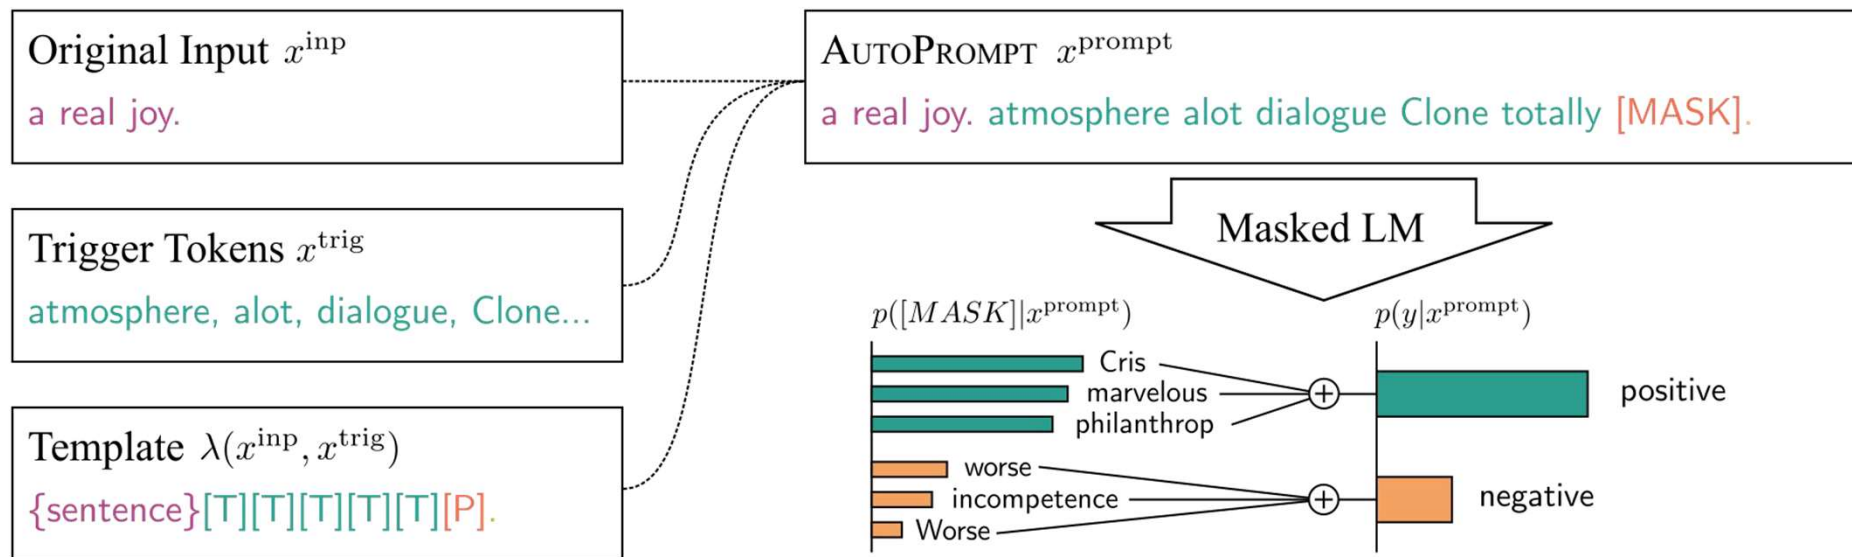 Original Input x^inp
a real joy.
Trigger Tokens x^trig
atmosphere, alot, dialogue, Clone...
Template λ(x^inp, x^trig)
{sentence}[T][T][T][T][T][P].
AUTOPROMPT x^prompt
a real joy. atmosphere alot dialogue Clone totally [MASK].
Masked LM
p([MASK]|x^prompt)
Cris
marvelous
philanthrop
worse
incompetence
Worse
p(y|x^prompt)
positive
negative